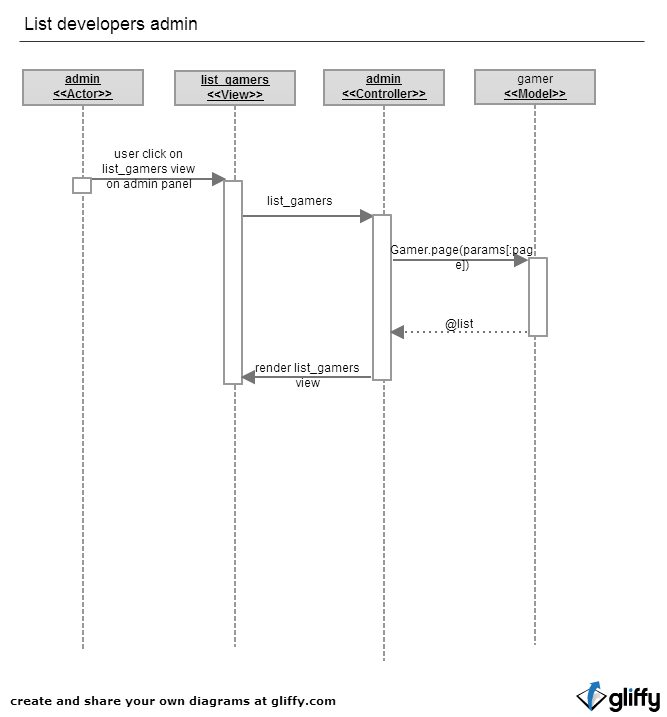 List developers admin
admin
<<Actor>>
list_gamers
<<View>>
admin
<<Controller>>
gamer
<<Model>>
user click on
list_gamers view
on admin panel
list_gamers
Gamer.page(params[:pag
e])
@list
render list_gamers
view
create and share your own diagrams at gliffy.com
gliffy